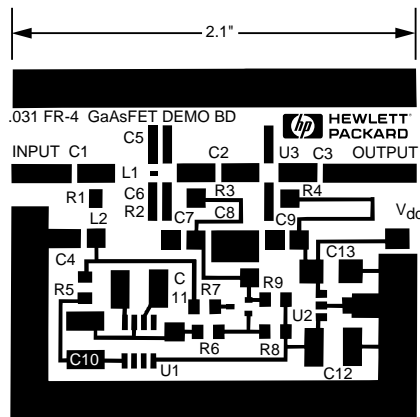 2.1"
.031 FR-4 GaAsFET DEMO BD
hp HEWLETT
PACKARD
C5
INPUT C1 L1 C2 U3 C3 OUTPUT
R1 C6 R3 R4
R2
L2 C7 C8 C9 Vdd
C4 C13
R5 C
11 R7 R9
U2
C10 U1 R6 R8
C12